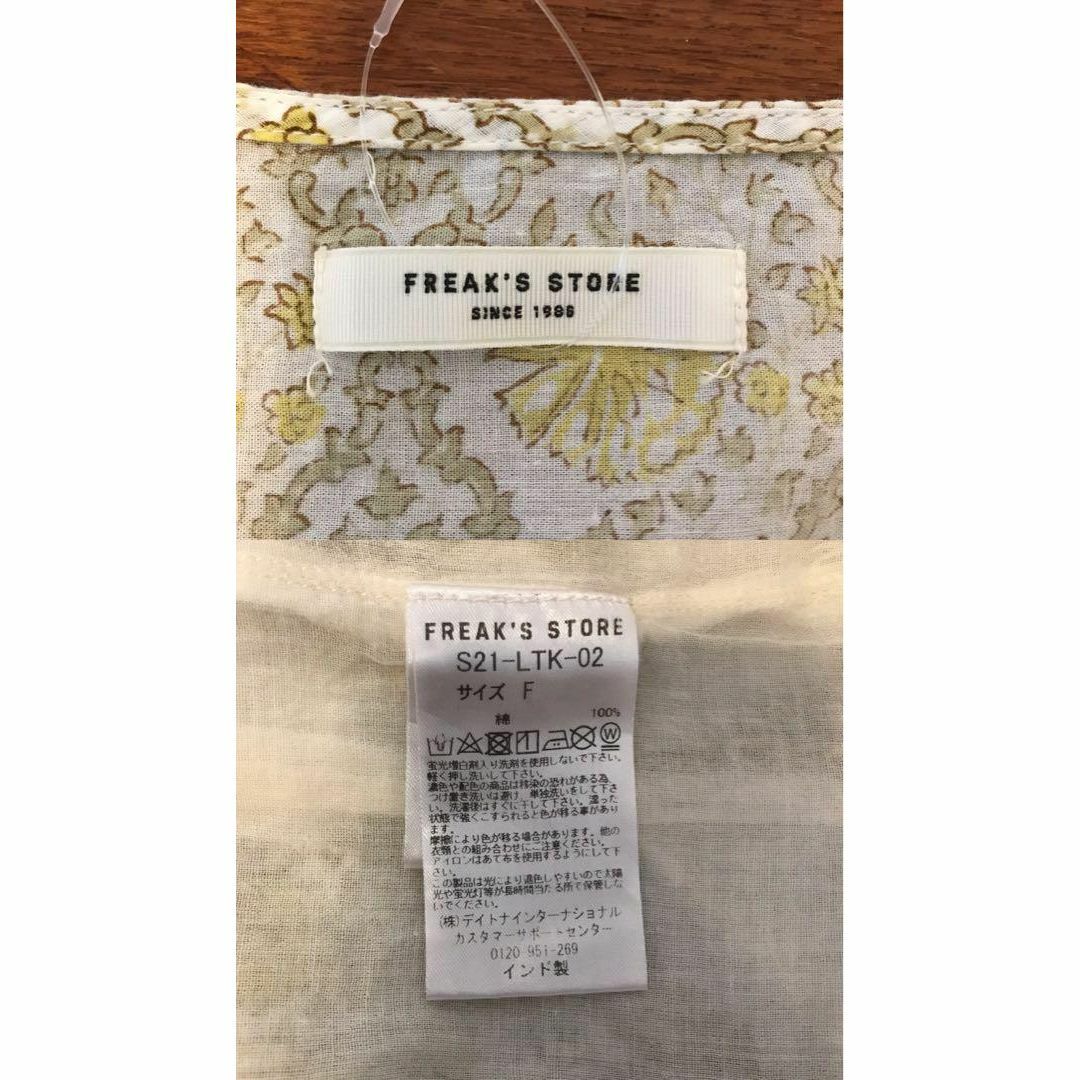 FREAK'S STORE
SINCE 1986
FREAK'S STORE
S21-LTK-02
サイズ F
綿 100%
W
蛍光増白剤入り洗剤を使用しないで下さい。
軽く押し洗いして下さい。
濃色や配色の商品は移染の恐れがある為、
つけ置き洗いは避け、単独洗いをして下さ
い。洗濯後はすぐに干して下さい。湿った
状態で強くこすられると色が移る事があり
ます。
摩擦により色が移る場合があります。他の
衣類との組み合わせにご注意ください。
アイロンはあて布を使用するようにして下
さい。
この製品は光により退色しやすいので太陽
光や蛍光灯等が長時間当たる所で保管しな
いでください。
(株)デイトナインターナショナル
カスタマーサポートセンター
0120-951-269
インド製